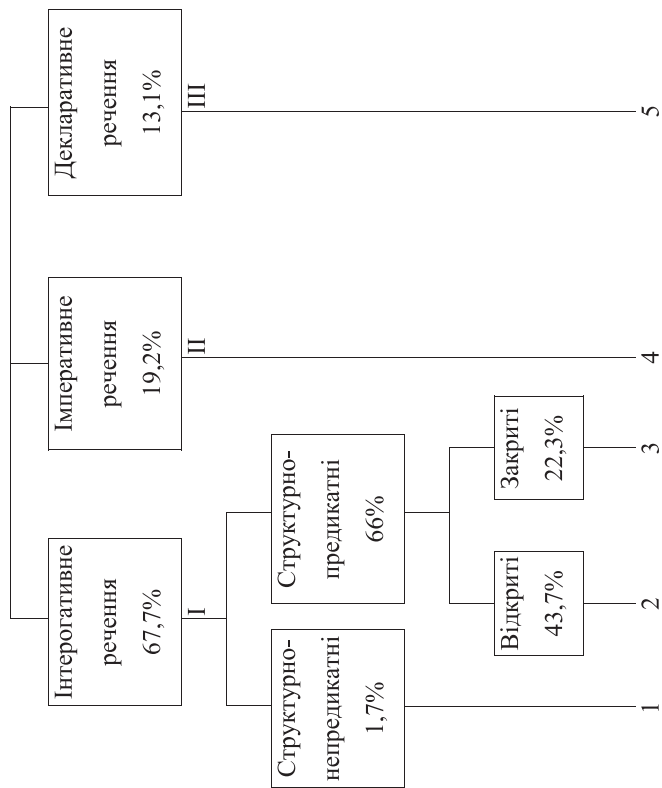 Інтерогативне
речення
67,7%
Імперативне
речення
19,2%
Декларативне
речення
13,1%
I
II
III
Структурно-
непредикатні
1,7%
Структурно-
предикатні
66%
Відкриті
43,7%
Закриті
22,3%
1
2
3
4
5